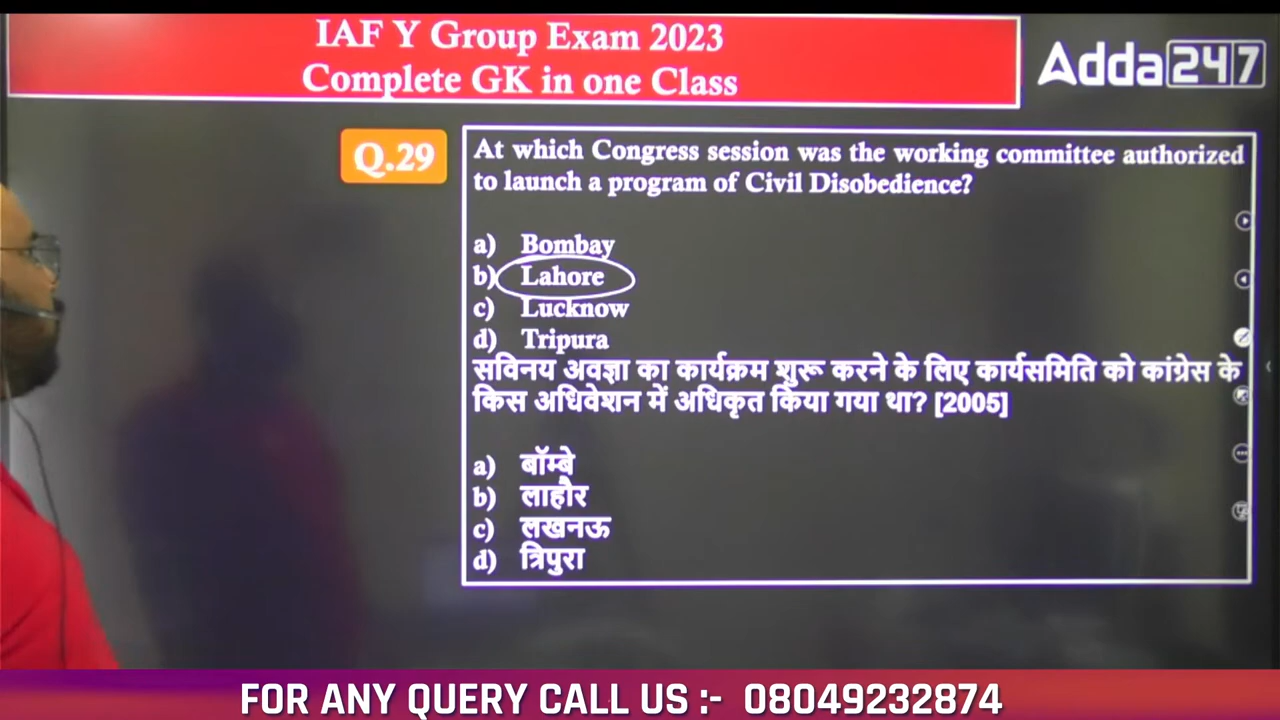 IAF Y Group Exam 2023
Complete GK in one Class
Adda247
Q.29
At which Congress session was the working committee authorized
to launch a program of Civil Disobedience?
a) Bombay
b) Lahore
c) Lucknow
d) Tripura
सविनय अवज्ञा का कार्यक्रम शुरू करने के लिए कार्यसमिति को कांग्रेस के
किस अधिवेशन में अधिकृत किया गया था? [2005]
a) बॉम्बे
b) लाहौर
c) लखनऊ
d) त्रिपुरा
FOR ANY QUERY CALL US :- 08049232874